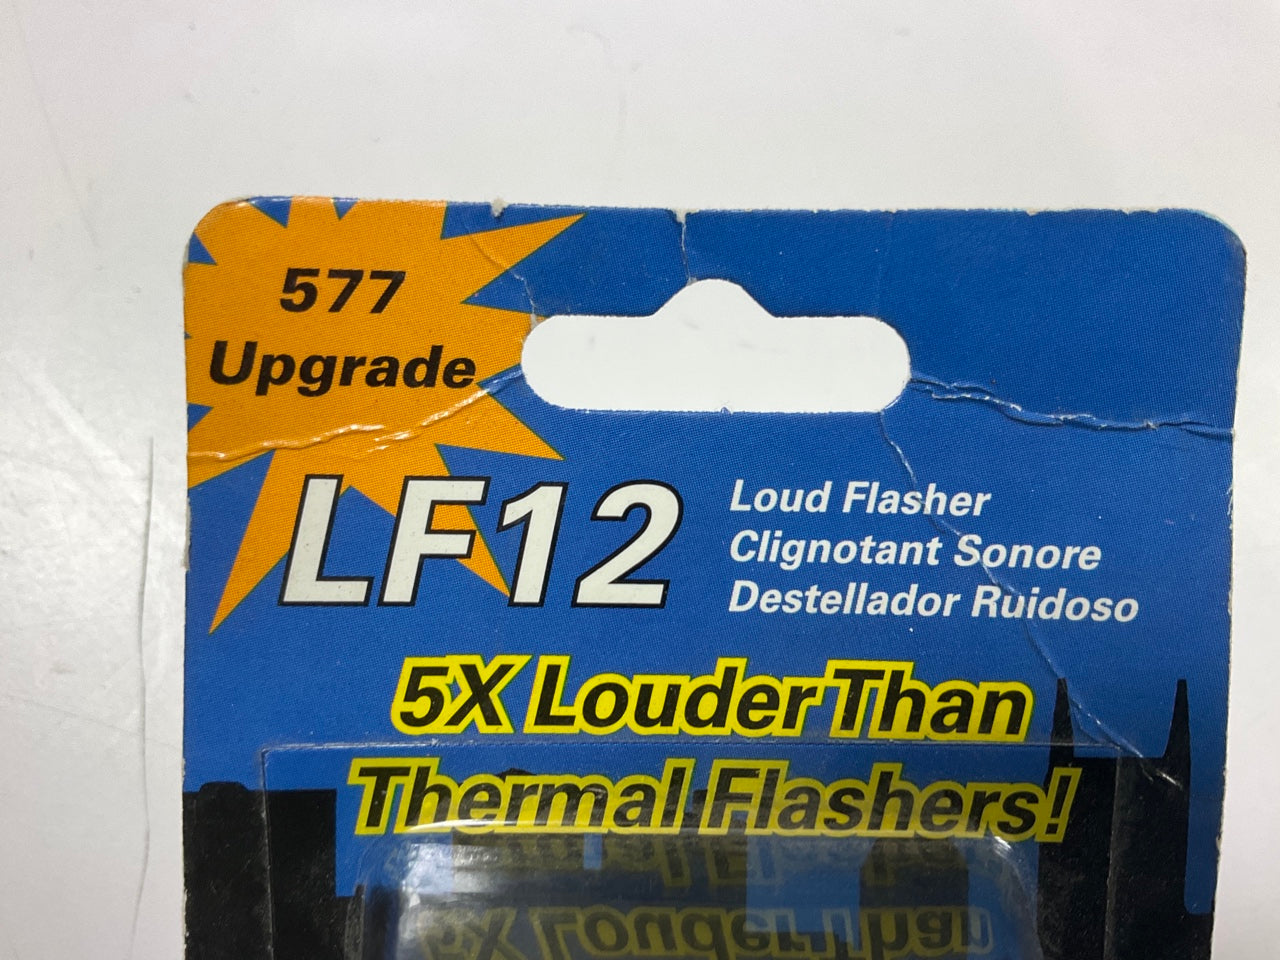 577
Upgrade
LF12
Loud Flasher
Clignotant Sonore
Destellador Ruidoso
5X Louder Than
Thermal Flashers!